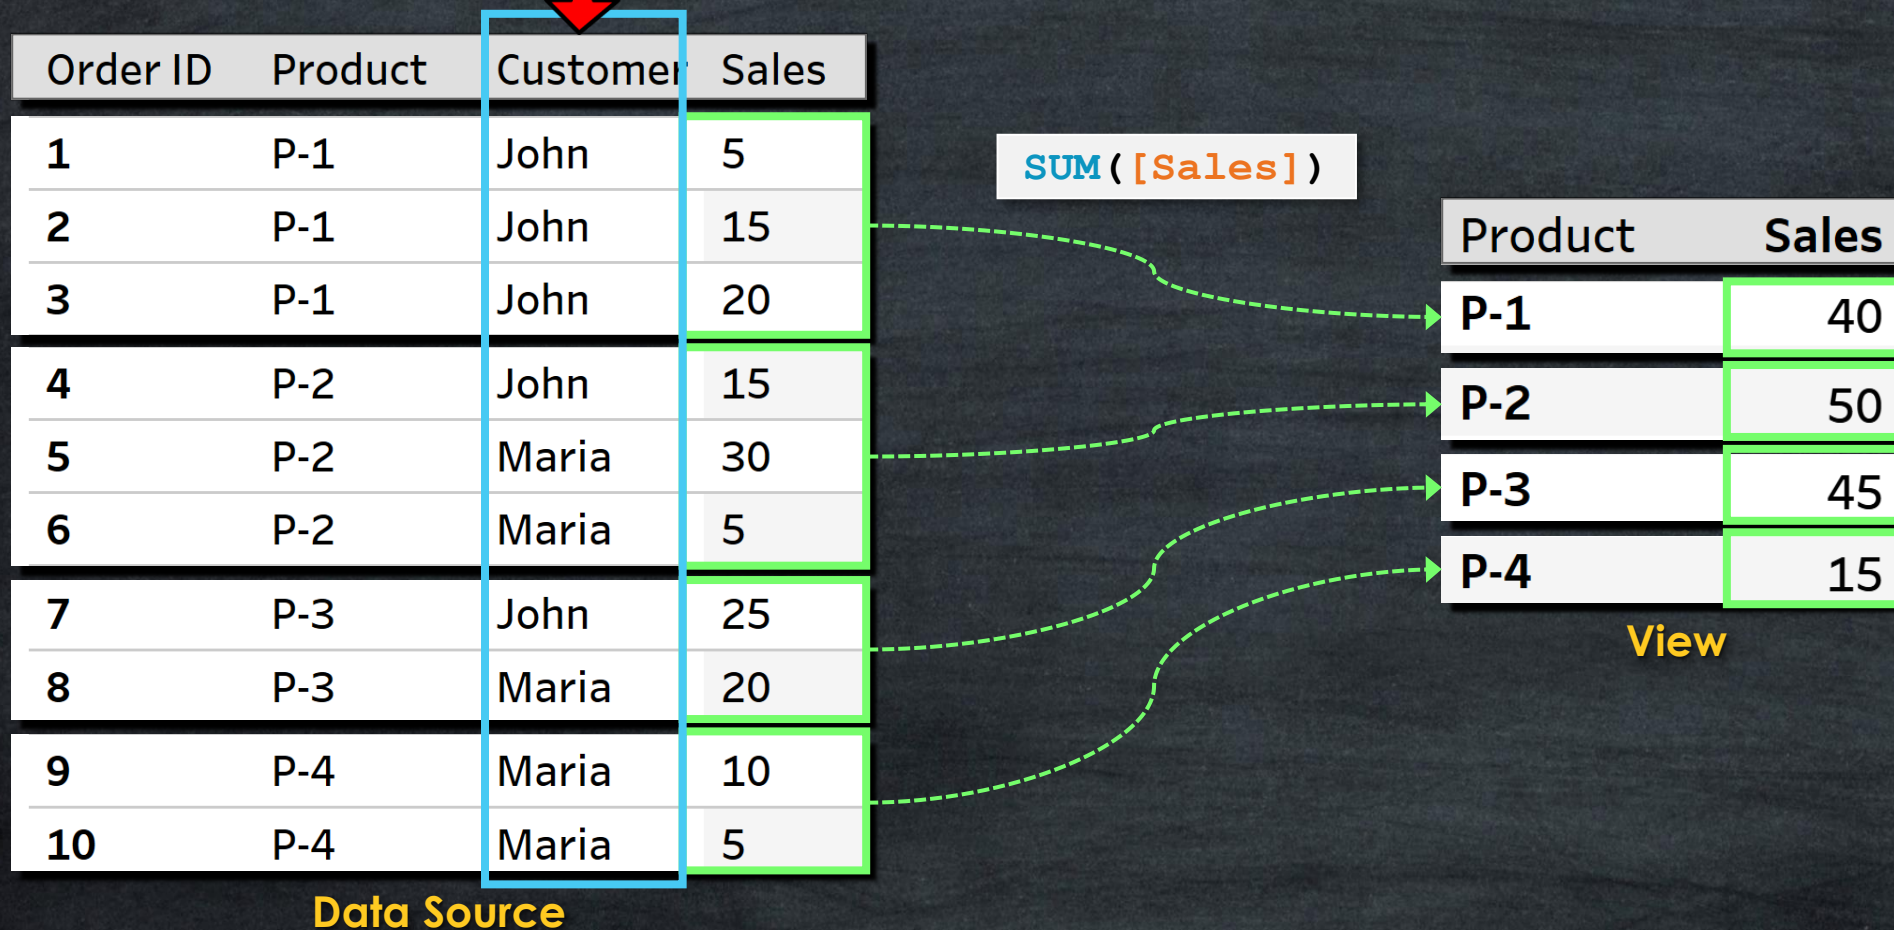 Order ID Product Customer Sales
1 P-1 John 5
2 P-1 John 15
3 P-1 John 20
4 P-2 John 15
5 P-2 Maria 30
6 P-2 Maria 5
7 P-3 John 25
8 P-3 Maria 20
9 P-4 Maria 10
10 P-4 Maria 5
Data Source
SUM([Sales])
Product Sales
P-1 40
P-2 50
P-3 45
P-4 15
View